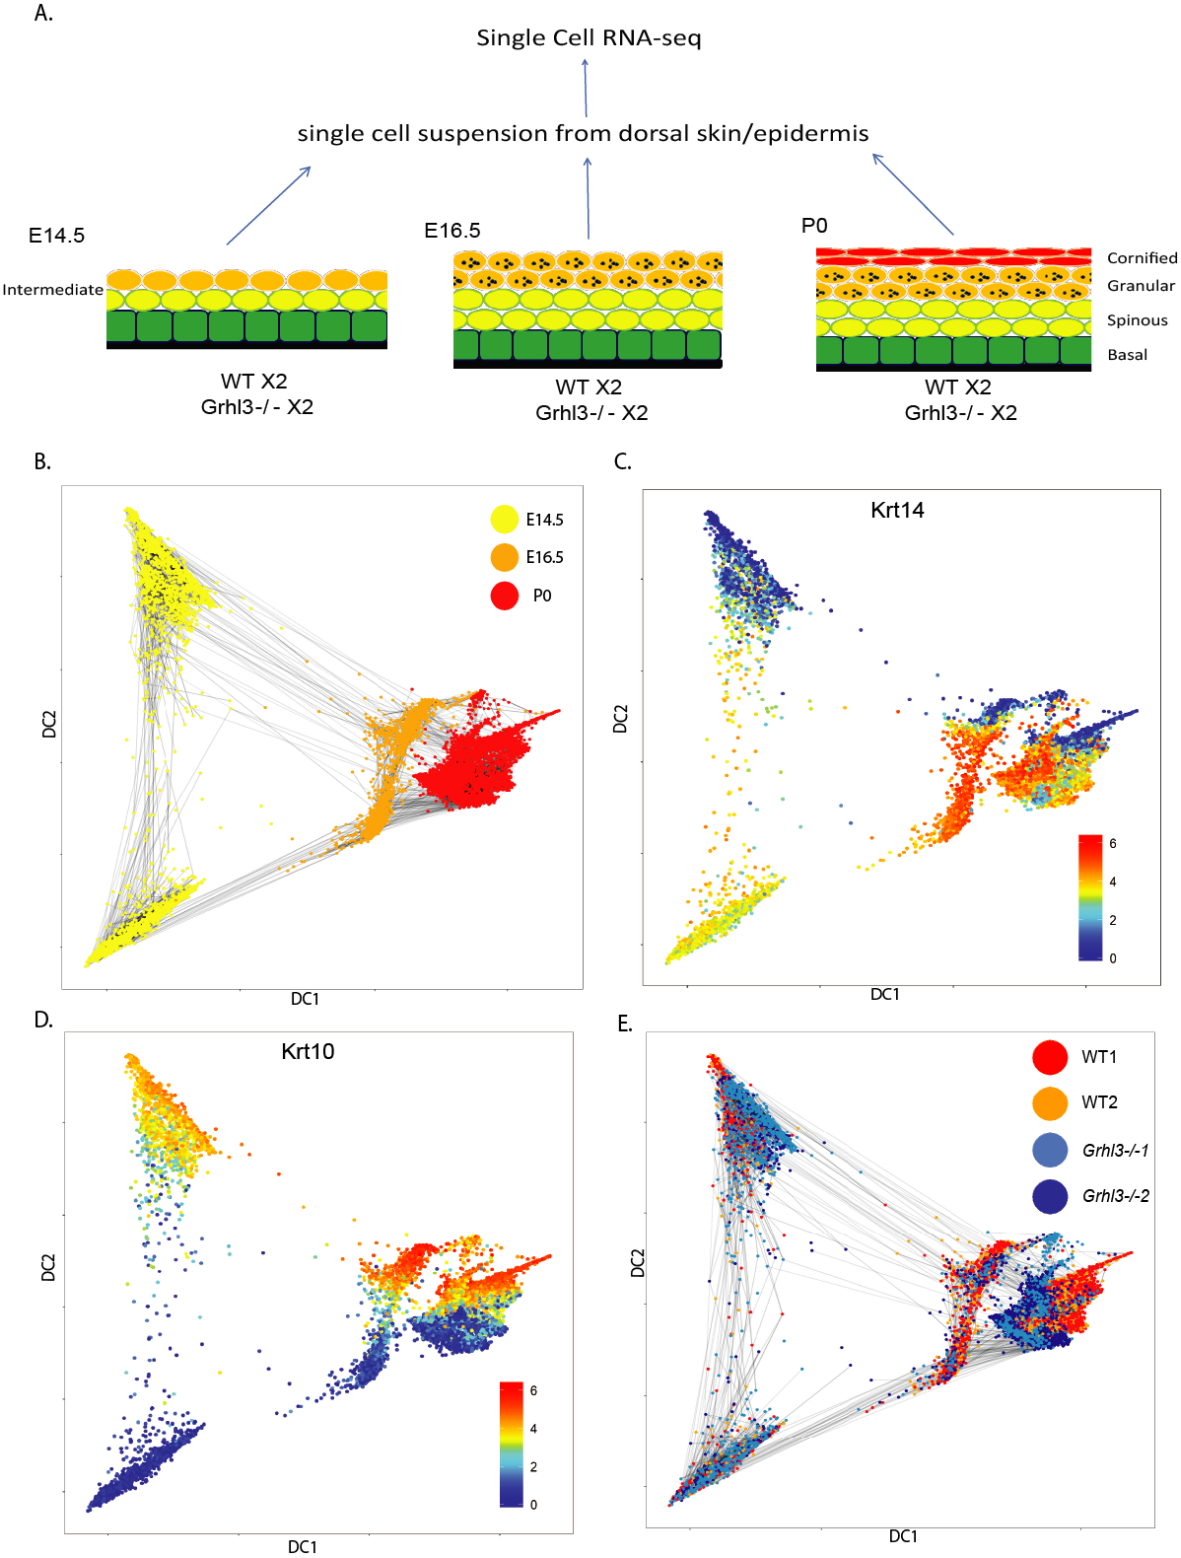 A.
Single Cell RNA-seq
single cell suspension from dorsal skin/epidermis
E14.5
E16.5
P0
Intermediate
Cornified
Granular
Spinous
Basal
WT X2
Grhl3-/- X2
WT X2
Grhl3-/- X2
WT X2
Grhl3-/- X2
B.
E14.5
E16.5
P0
DC2
DC1
C.
Krt14
6
4
2
0
DC2
DC1
D.
Krt10
6
4
2
0
DC2
DC1
E.
WT1
WT2
Grhl3-/-1
Grhl3-/-2
DC2
DC1